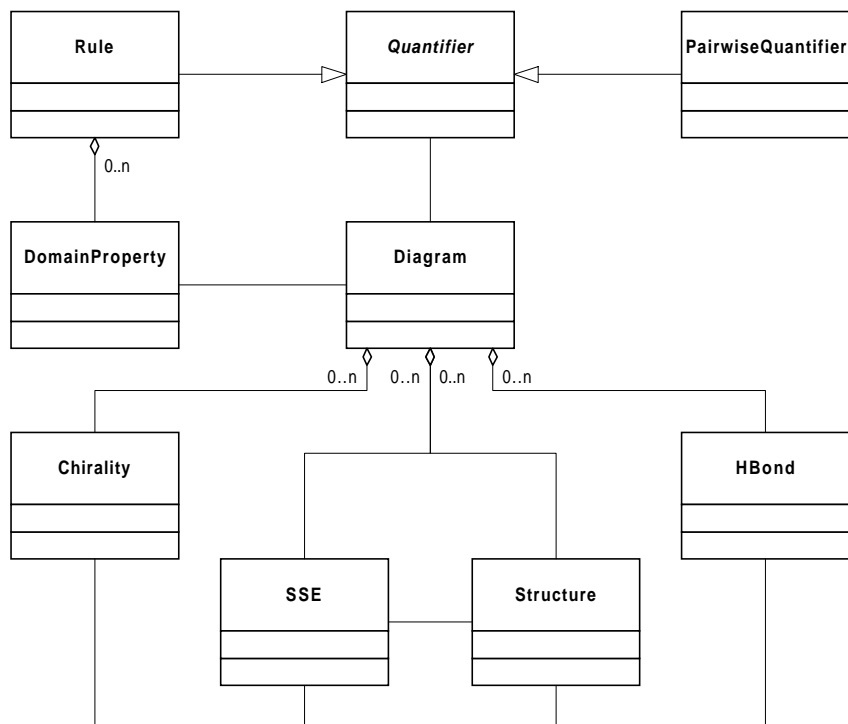 Rule
Quantifier
PairwiseQuantifier
0..n
DomainProperty
Diagram
0..n
0..n
0..n
0..n
Chirality
HBond
SSE
Structure